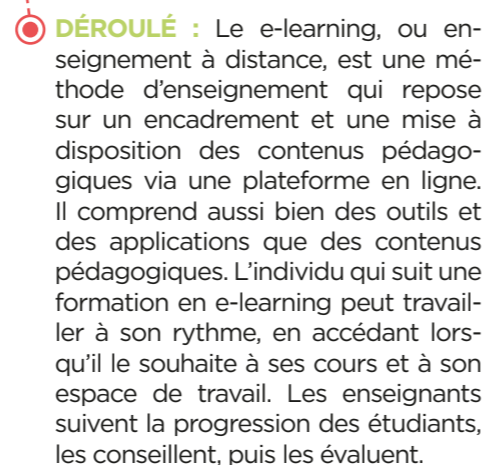 DÉROULÉ : Le e-learning, ou en-
seignement à distance, est une mé-
thode d'enseignement qui repose
sur un encadrement et une mise à
disposition des contenus pédago-
giques via une plateforme en ligne.
Il comprend aussi bien des outils et
des applications que des contenus
pédagogiques. L'individu qui suit une
formation en e-learning peut travail-
ler à son rythme, en accédant lors-
qu'il le souhaite à ses cours et à son
espace de travail. Les enseignants
suivent la progression des étudiants,
les conseillent, puis les évaluent.